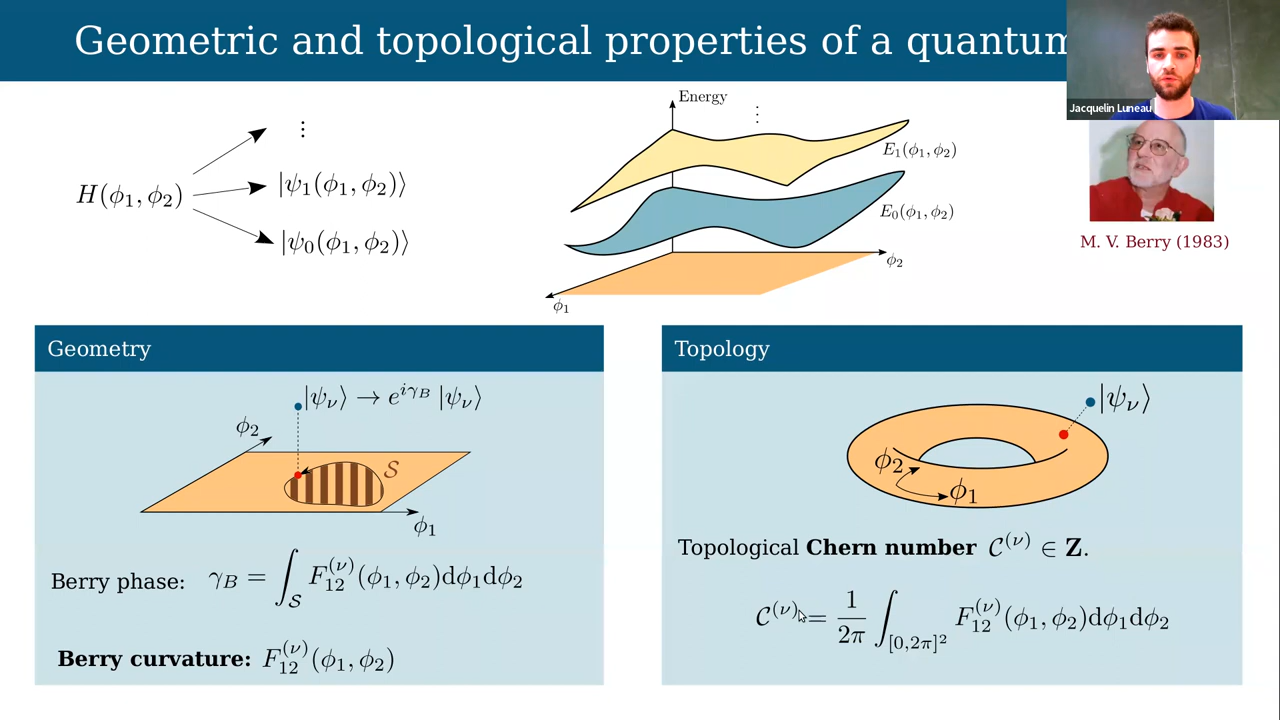 Geometric and topological properties of a quantum
Jacquelin Luneau
Energy
⋮
⋮
E₁(ϕ₁, ϕ₂)
H(ϕ₁, ϕ₂)
|ψ₁(ϕ₁, ϕ₂)⟩
E₀(ϕ₁, ϕ₂)
|ψ₀(ϕ₁, ϕ₂)⟩
M. V. Berry (1983)
ϕ₂
ϕ₁
Geometry
|ψ_ν⟩ → e^{iγ_B} |ψ_ν⟩
ϕ₂
𝒮
ϕ₁
Berry phase: γ_B = ∫_𝒮 F₁₂^{(ν)}(ϕ₁, ϕ₂)dϕ₁dϕ₂
Berry curvature: F₁₂^{(ν)}(ϕ₁, ϕ₂)
Topology
|ψ_ν⟩
ϕ₂
ϕ₁
Topological Chern number 𝒞^{(ν)} ∈ Z.
𝒞^{(ν)} = 1/2π ∫_{[0,2π]²} F₁₂^{(ν)}(ϕ₁, ϕ₂)dϕ₁dϕ₂